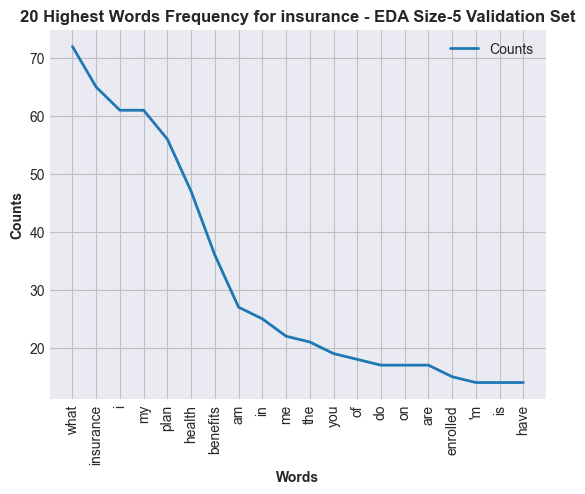 20 Highest Words Frequency for insurance - EDA Size-5 Validation Set
Counts
70
60
50
40
30
20
Counts
what
insurance
i
my
plan
health
benefits
am
in
me
the
you
of
do
on
are
enrolled
'm
is
have
Words